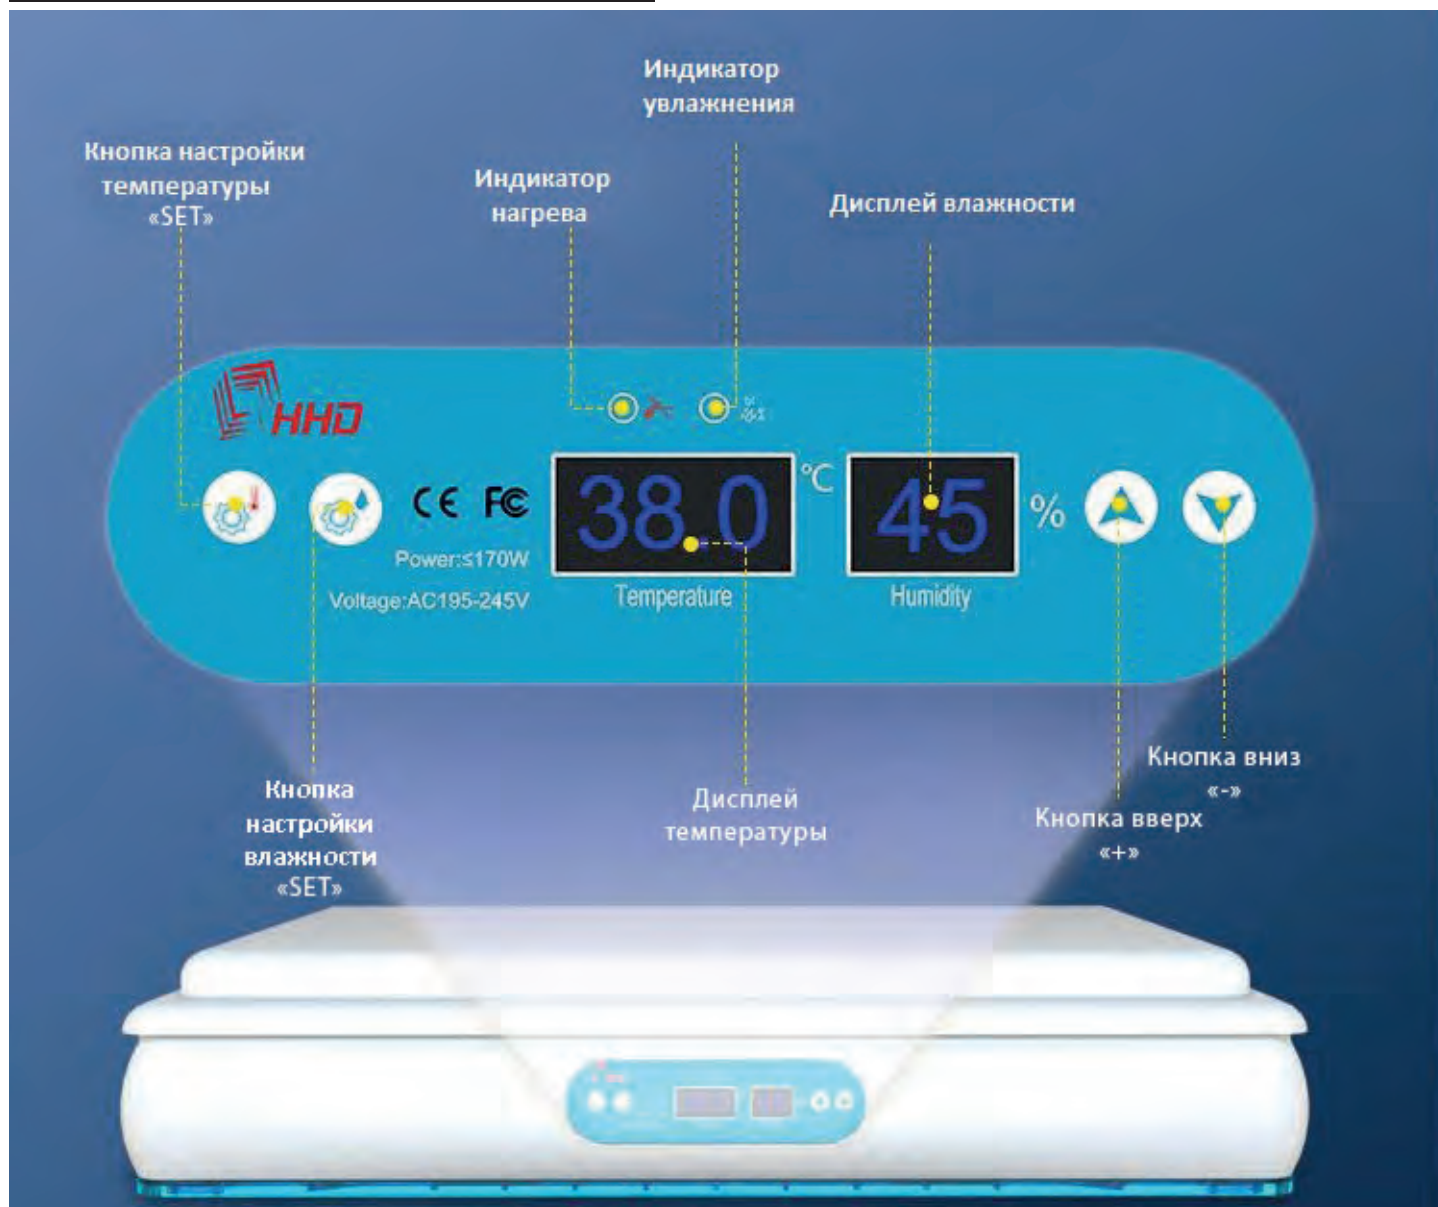 Индикатор
увлажнения
Кнопка настройки
температуры
«SET»
Индикатор
нагрева
Дисплей влажности
HHD
CE FC
38.0 °C
45 %
Power:≤170W
Voltage:AC195-245V
Temperature
Humidity
Кнопка
настройки
влажности
«SET»
Дисплей
температуры
Кнопка вверх
«+»
Кнопка вниз
«-»